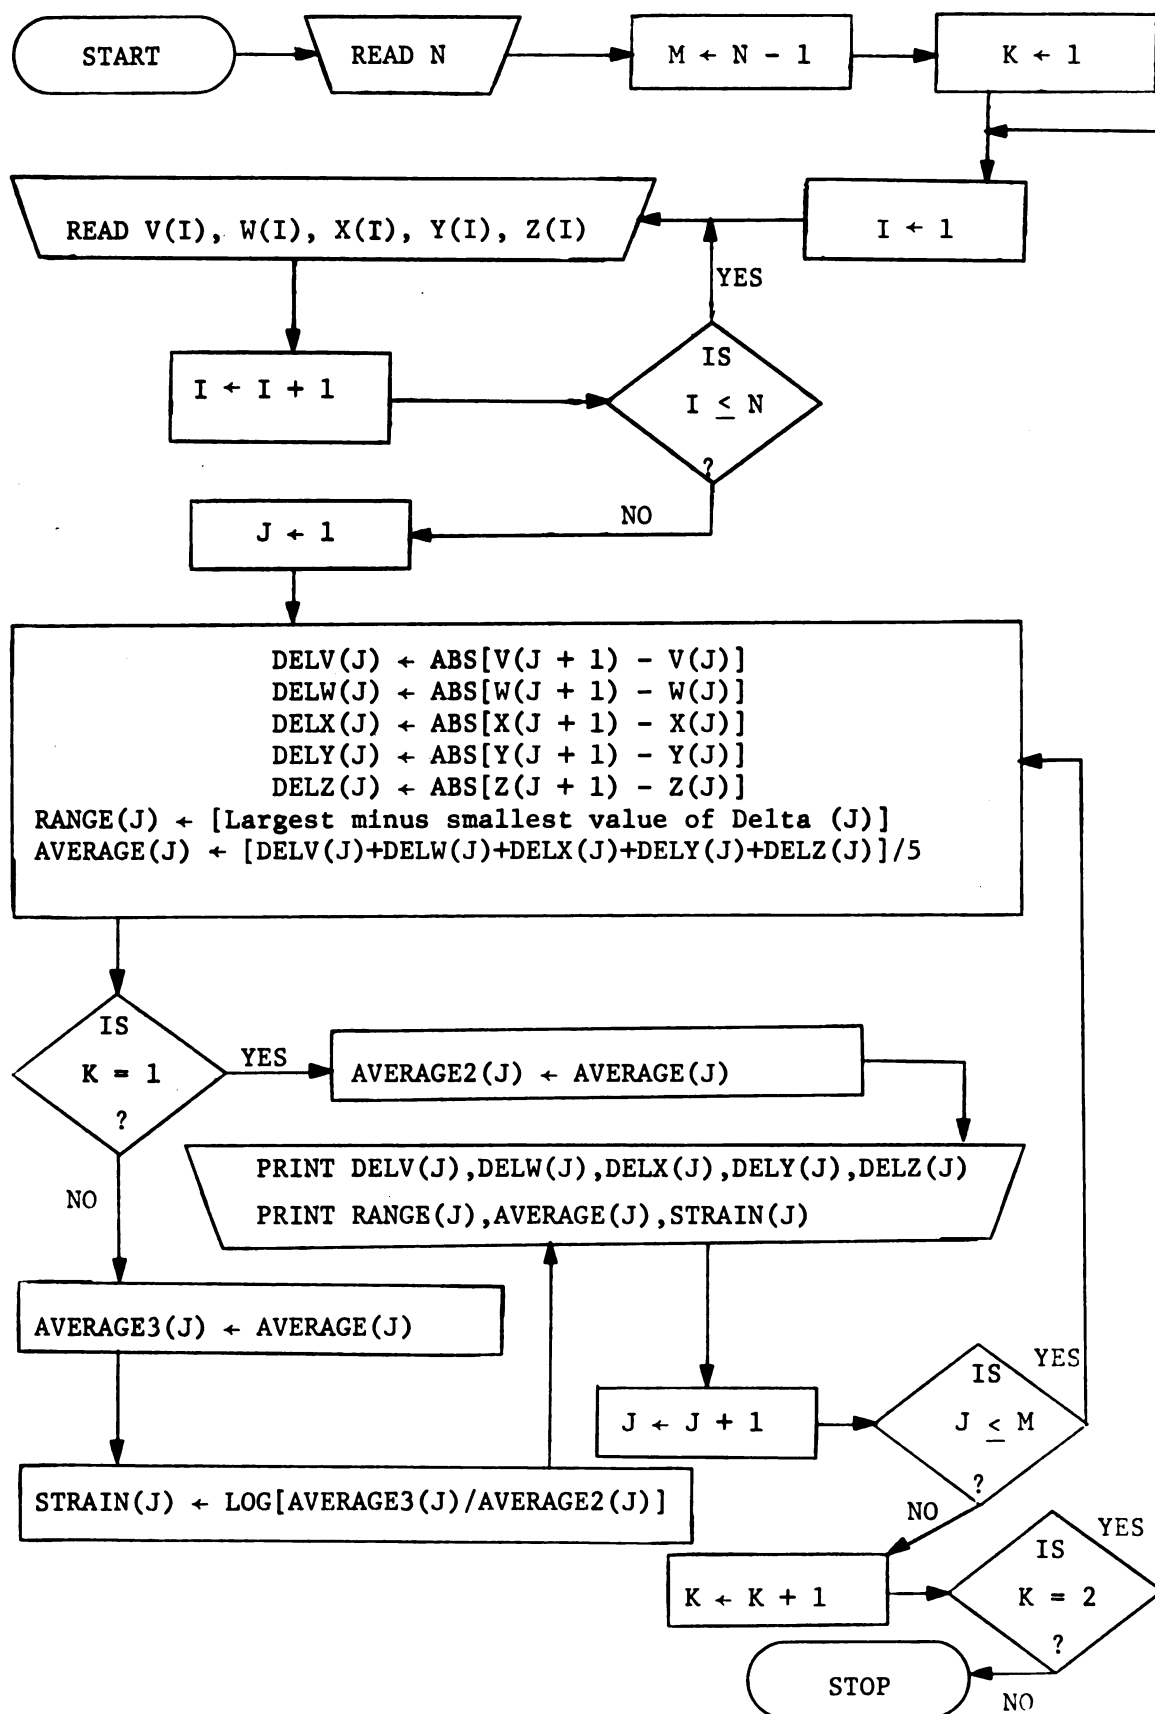 START
READ N
M ← N - 1
K ← 1
I ← 1
READ V(I), W(I), X(I), Y(I), Z(I)
YES
I ← I + 1
IS
I ≤ N
?
NO
J ← 1
DELV(J) ← ABS[V(J + 1) - V(J)]
DELW(J) ← ABS[W(J + 1) - W(J)]
DELX(J) ← ABS[X(J + 1) - X(J)]
DELY(J) ← ABS[Y(J + 1) - Y(J)]
DELZ(J) ← ABS[Z(J + 1) - Z(J)]
RANGE(J) ← [Largest minus smallest value of Delta (J)]
AVERAGE(J) ← [DELV(J)+DELW(J)+DELX(J)+DELY(J)+DELZ(J)]/5
IS
K = 1
?
YES
AVERAGE2(J) ← AVERAGE(J)
NO
PRINT DELV(J),DELW(J),DELX(J),DELY(J),DELZ(J)
PRINT RANGE(J),AVERAGE(J),STRAIN(J)
AVERAGE3(J) ← AVERAGE(J)
STRAIN(J) ← LOG[AVERAGE3(J)/AVERAGE2(J)]
J ← J + 1
IS
J ≤ M
?
YES
NO
K ← K + 1
IS
K = 2
?
YES
NO
STOP